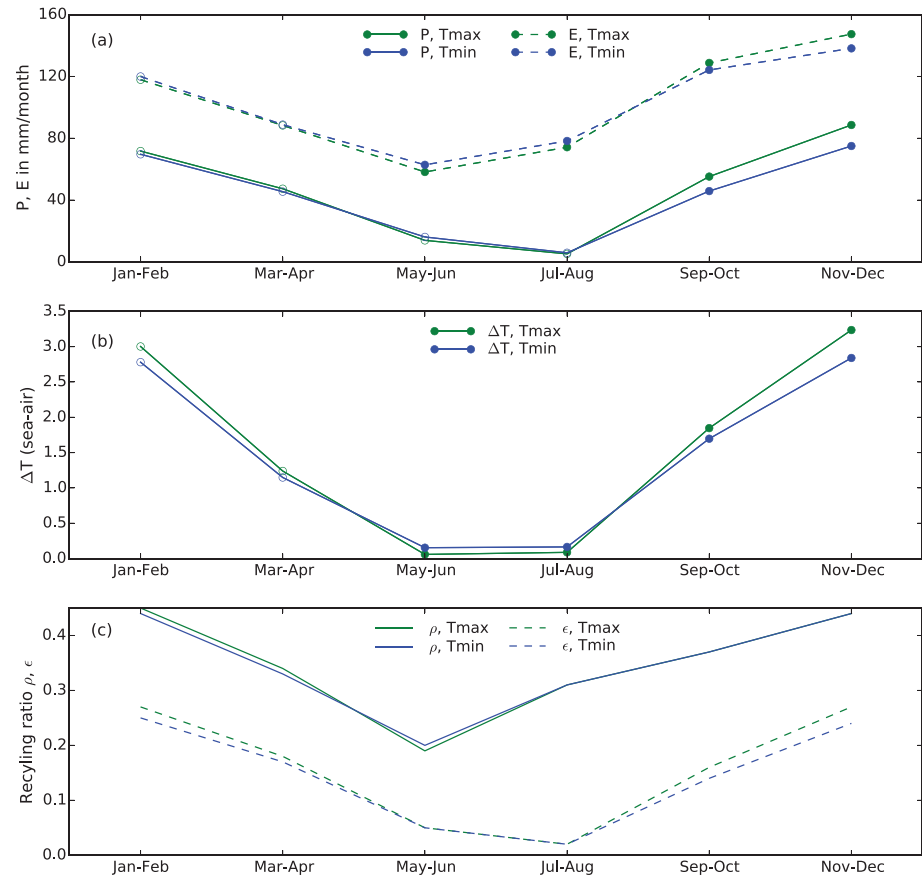 (a)
P, Tmax
P, Tmin
E, Tmax
E, Tmin
P, E in mm/month
160
120
80
40
0
Jan-Feb Mar-Apr May-Jun Jul-Aug Sep-Oct Nov-Dec
(b)
ΔT, Tmax
ΔT, Tmin
ΔT (sea-air)
3.5
3.0
2.5
2.0
1.5
1.0
0.5
0.0
Jan-Feb Mar-Apr May-Jun Jul-Aug Sep-Oct Nov-Dec
(c)
ρ, Tmax
ρ, Tmin
ϵ, Tmax
ϵ, Tmin
Recyling ratio ρ, ϵ
0.4
0.3
0.2
0.1
0.0
Jan-Feb Mar-Apr May-Jun Jul-Aug Sep-Oct Nov-Dec